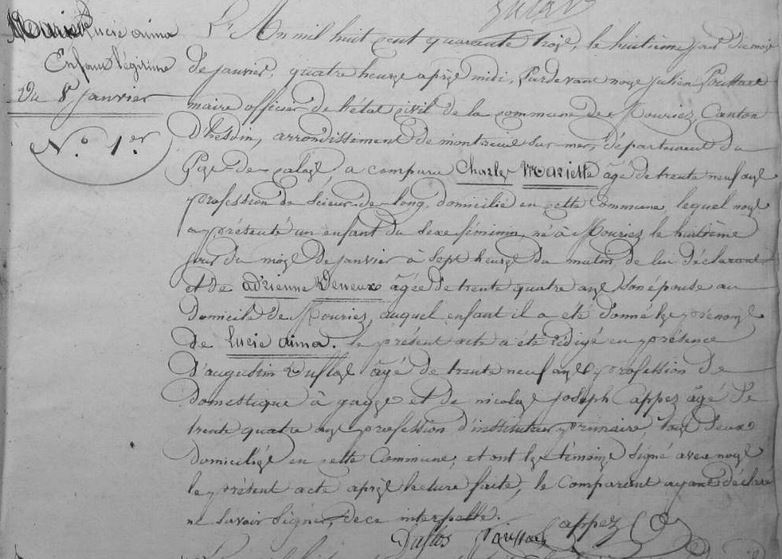 Lucie aima
Enfant légitime
Du 8 janvier
N.o 1.er
L'An mil huit cent quarante trois, le huitième jour du mois
de janvier, quatre heures après midi, Pardevant nous julien
maire officier de l'état civil de la commune de Mouriez, Canton
d'hesdin, arrondissement de montreuil sur mer, département du
Pas de calais a comparu Charles Mariette âgé de trente neuf ans
profession de Scieur de long domicilié en cette Commune, lequel nous
a présenté un enfant du Sexe féminin, né à Mouriez le huitième
jour du mois de janvier à Sept heures du matin de lui déclarant
et de adrienne Deneux âgée de trente quatre ans Son épouse au
domicile de Mouriez, auquel enfant il a été donné les prénoms
de Lucie aima. le présent acte a été rédigé en présence
d'augustin Duflos âgé de trente neuf ans profession de
domestique à gages et de nicolas joseph appez âgé de
trente quatre ans profession d'instituteur primaire, tous deux
domiciliés en cette Commune, et ont les témoins Signé avec nous
le présent acte après lecture faite, le Comparant ayant déclaré
ne Savoir Signer, de ce interpellé.
Duflos appez